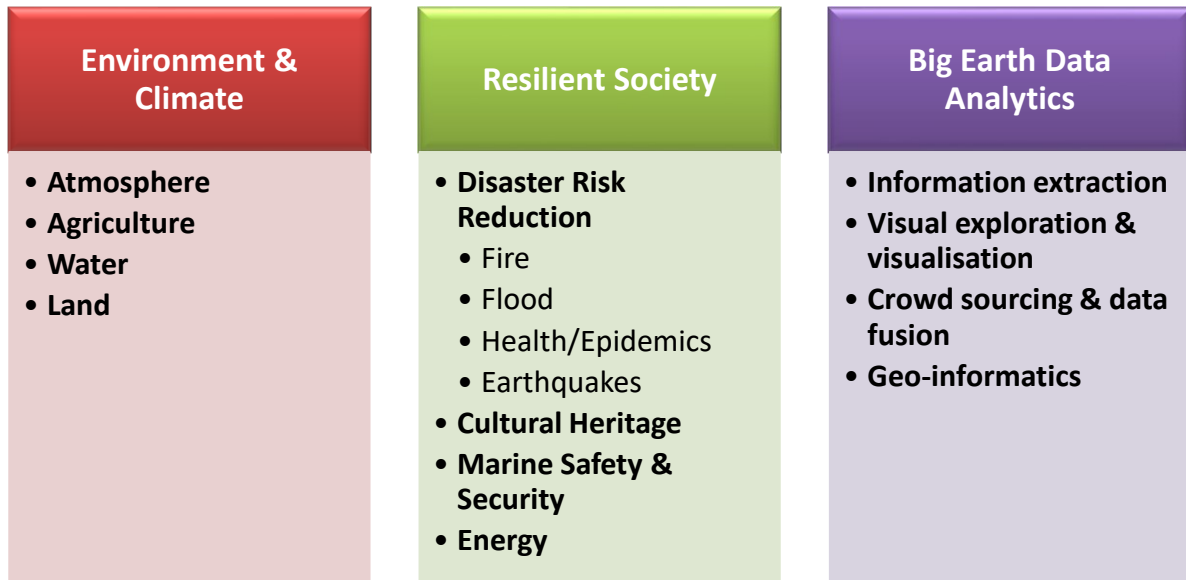 Environment &
Climate
• Atmosphere
• Agriculture
• Water
• Land
Resilient Society
• Disaster Risk
Reduction
• Fire
• Flood
• Health/Epidemics
• Earthquakes
• Cultural Heritage
• Marine Safety &
Security
• Energy
Big Earth Data
Analytics
• Information extraction
• Visual exploration &
visualisation
• Crowd sourcing & data
fusion
• Geo-informatics